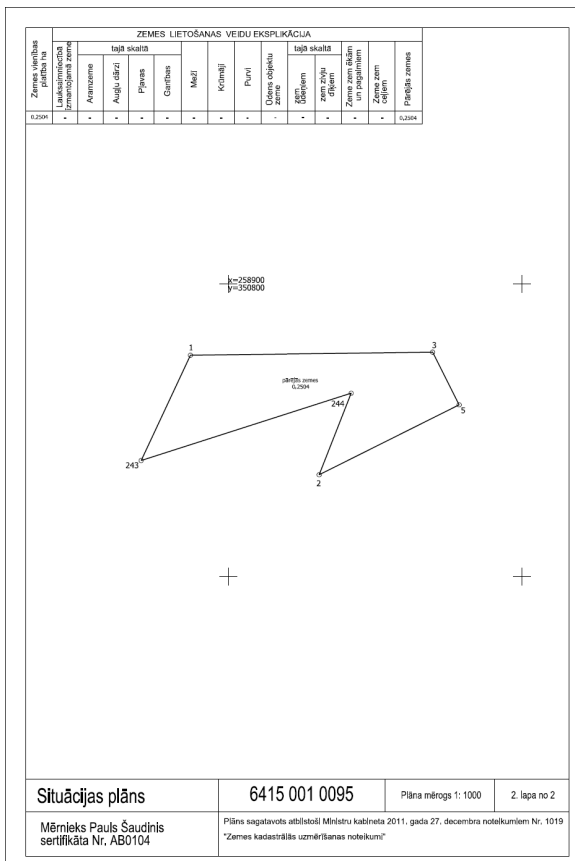 ZEMES LIETOŠANAS VEIDU EKSPLIKĀCIJA
Zemes vienības platība ha
Lauksaimniecībā izmantojamā zeme
tajā skaitā
Aramzeme
Augļu dārzi
Pļavas
Ganības
Meži
Krūmāji
Purvi
Ūdens objektu zeme
tajā skaitā
zem ūdeņiem
zem zivju dīķiem
Zeme zem ēkām un pagalmiem
Zeme zem ceļiem
Pārējās zemes
0,2504 - - - - - - - - - - - - - 0,2504
x=258900
y=350800
1
3
pārējās zemes
0,2504
244
5
243
2
Situācijas plāns
6415 001 0095
Plāna mērogs 1: 1000
2. lapa no 2
Mērnieks Pauls Šaudinis
sertifikāta Nr. AB0104
Plāns sagatavots atbilstoši Ministru kabineta 2011. gada 27. decembra noteikumiem Nr. 1019
"Zemes kadastrālās uzmērīšanas noteikumi"